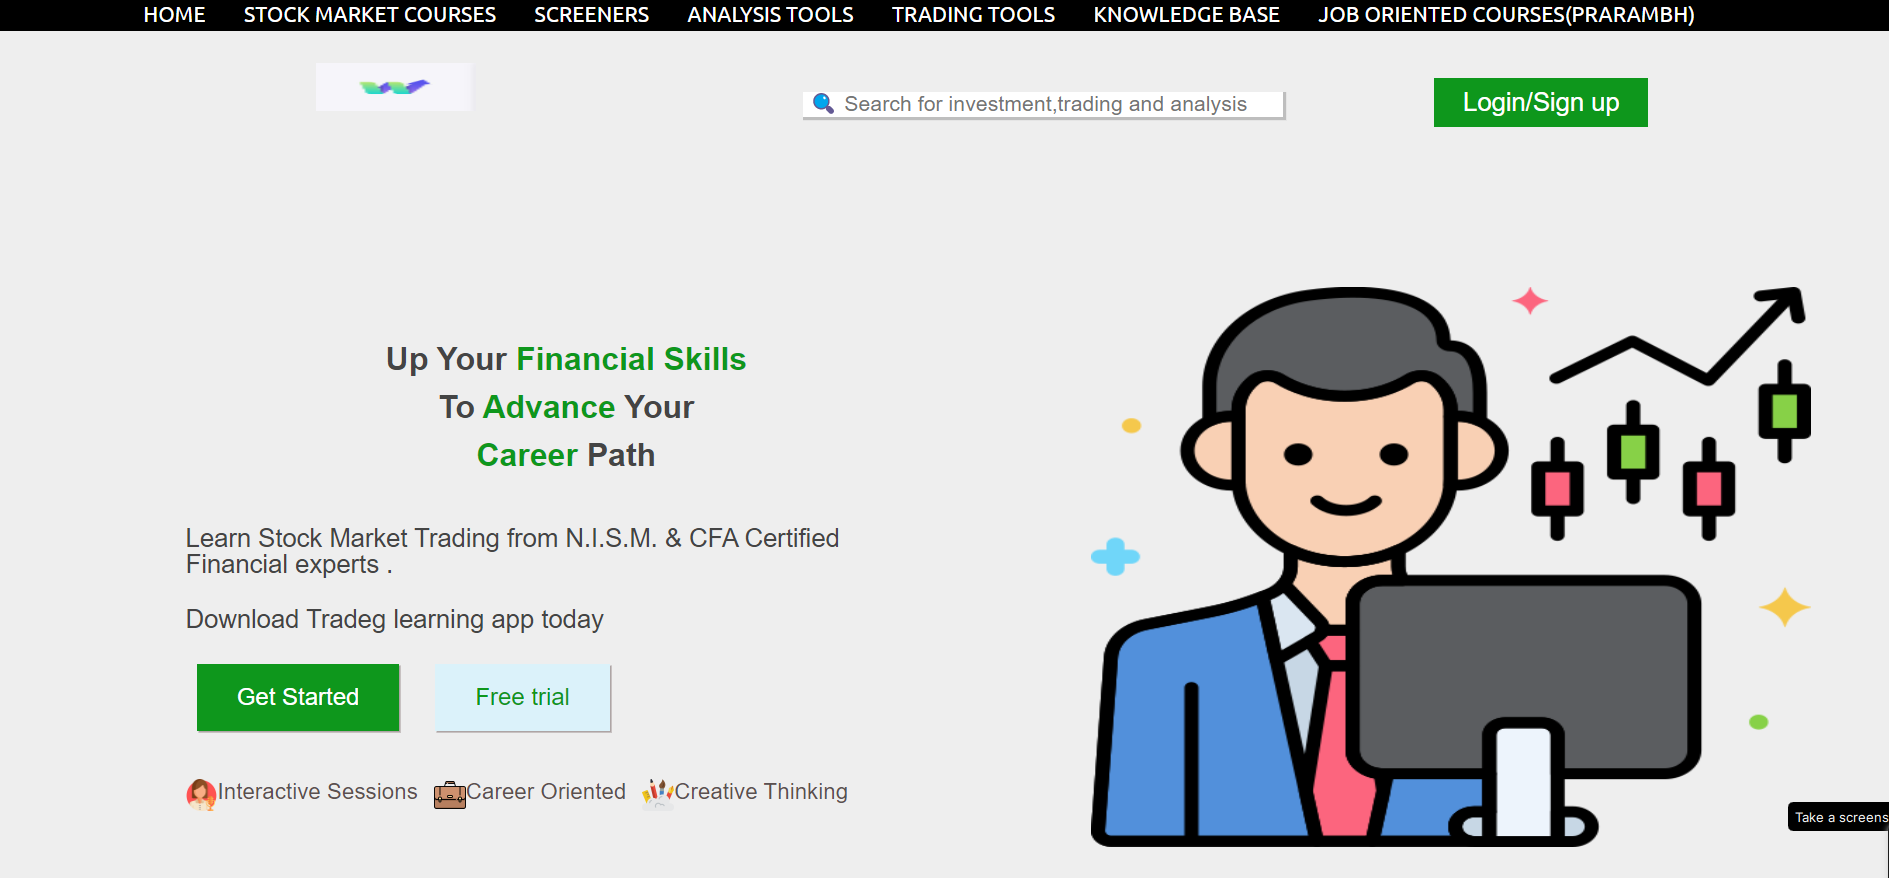 HOME STOCK MARKET COURSES SCREENERS ANALYSIS TOOLS TRADING TOOLS KNOWLEDGE BASE JOB ORIENTED COURSES(PRARAMBH)
Search for investment,trading and analysis
Login/Sign up
Up Your Financial Skills
To Advance Your
Career Path
Learn Stock Market Trading from N.I.S.M. & CFA Certified
Financial experts .
Download Tradeg learning app today
Get Started Free trial
Interactive Sessions Career Oriented Creative Thinking
Take a screens